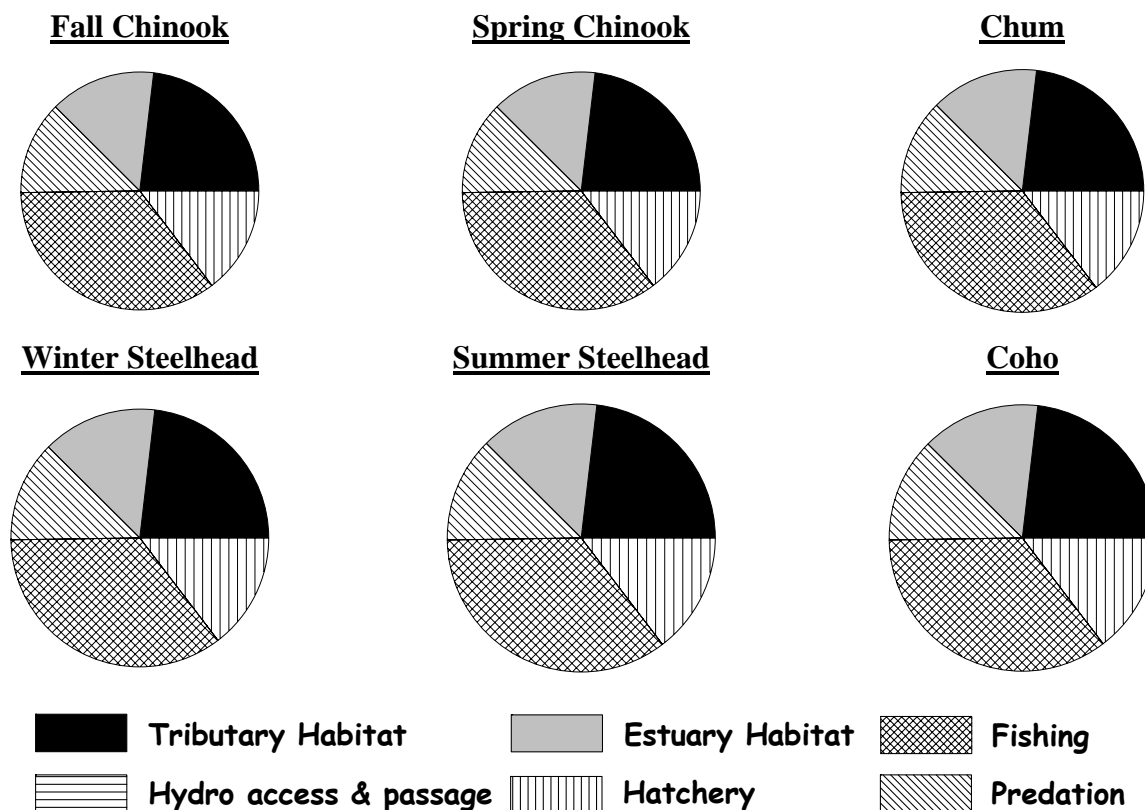 Fall Chinook Spring Chinook Chum
Winter Steelhead Summer Steelhead Coho
Tributary Habitat Estuary Habitat Fishing
Hydro access & passage Hatchery Predation